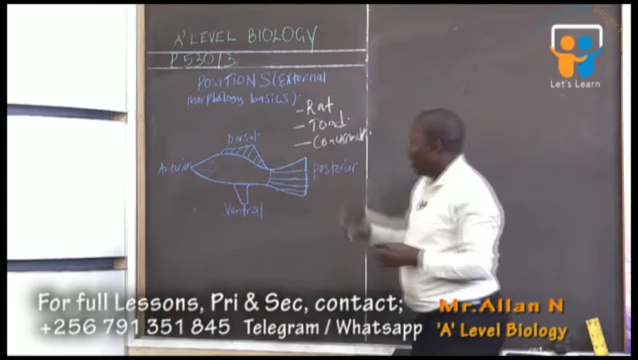 A' LEVEL BIOLOGY
P530/3
POSITIONS (External
morphology basics).
- Rat
- Toad.
- Cockroach.
Dorsal.
Anterior
posterior
Ventral
Let's Learn
For full Lessons, Pri & Sec, contact;
+256 791 351 845 Telegram / Whatsapp
Mr.Allan N
'A' Level Biology